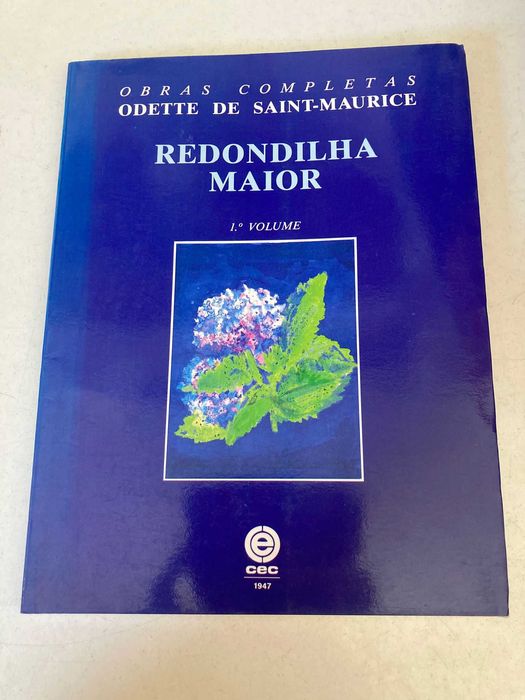 OBRAS COMPLETAS
ODETTE DE SAINT-MAURICE
REDONDILHA
MAIOR
1.º VOLUME
e
cec
1947